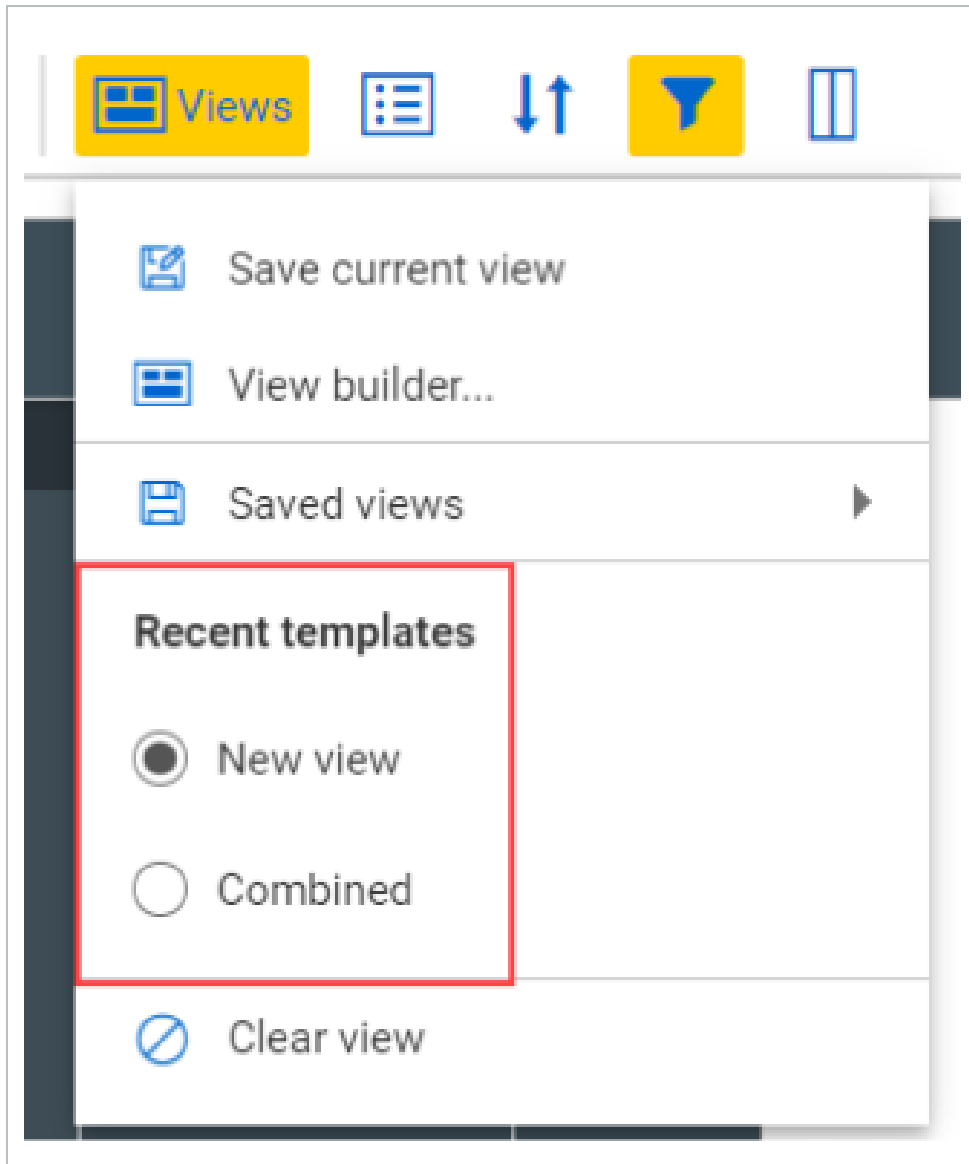 Views
Save current view
View builder...
Saved views
Recent templates
New view
Combined
Clear view